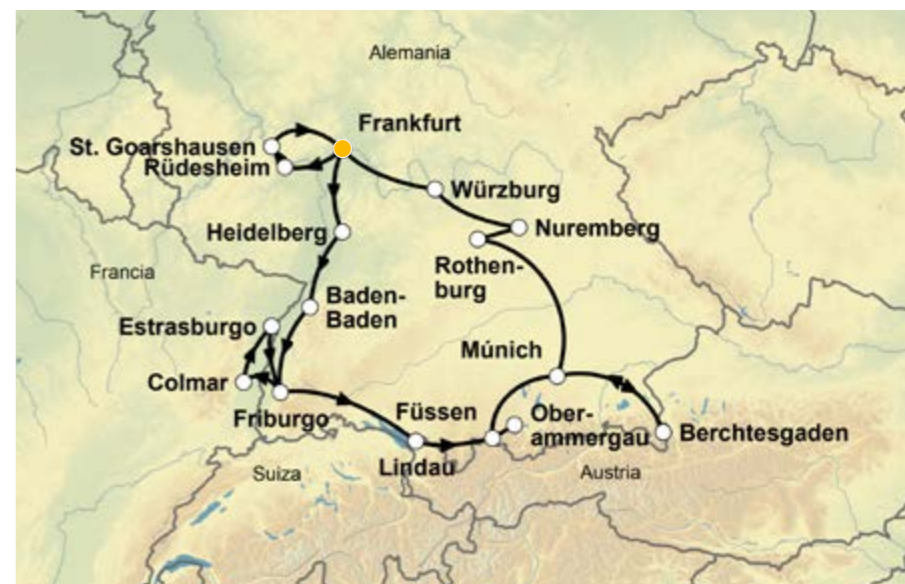 Alemania
Frankfurt
St. Goarshausen
Rüdesheim
Würzburg
Nuremberg
Heidelberg
Rothen-
burg
Francia
Baden-
Baden
Estrasburgo
Múnich
Colmar
Friburgo
Füssen
Ober-
ammergau
Berchtesgaden
Lindau
Suiza
Austria